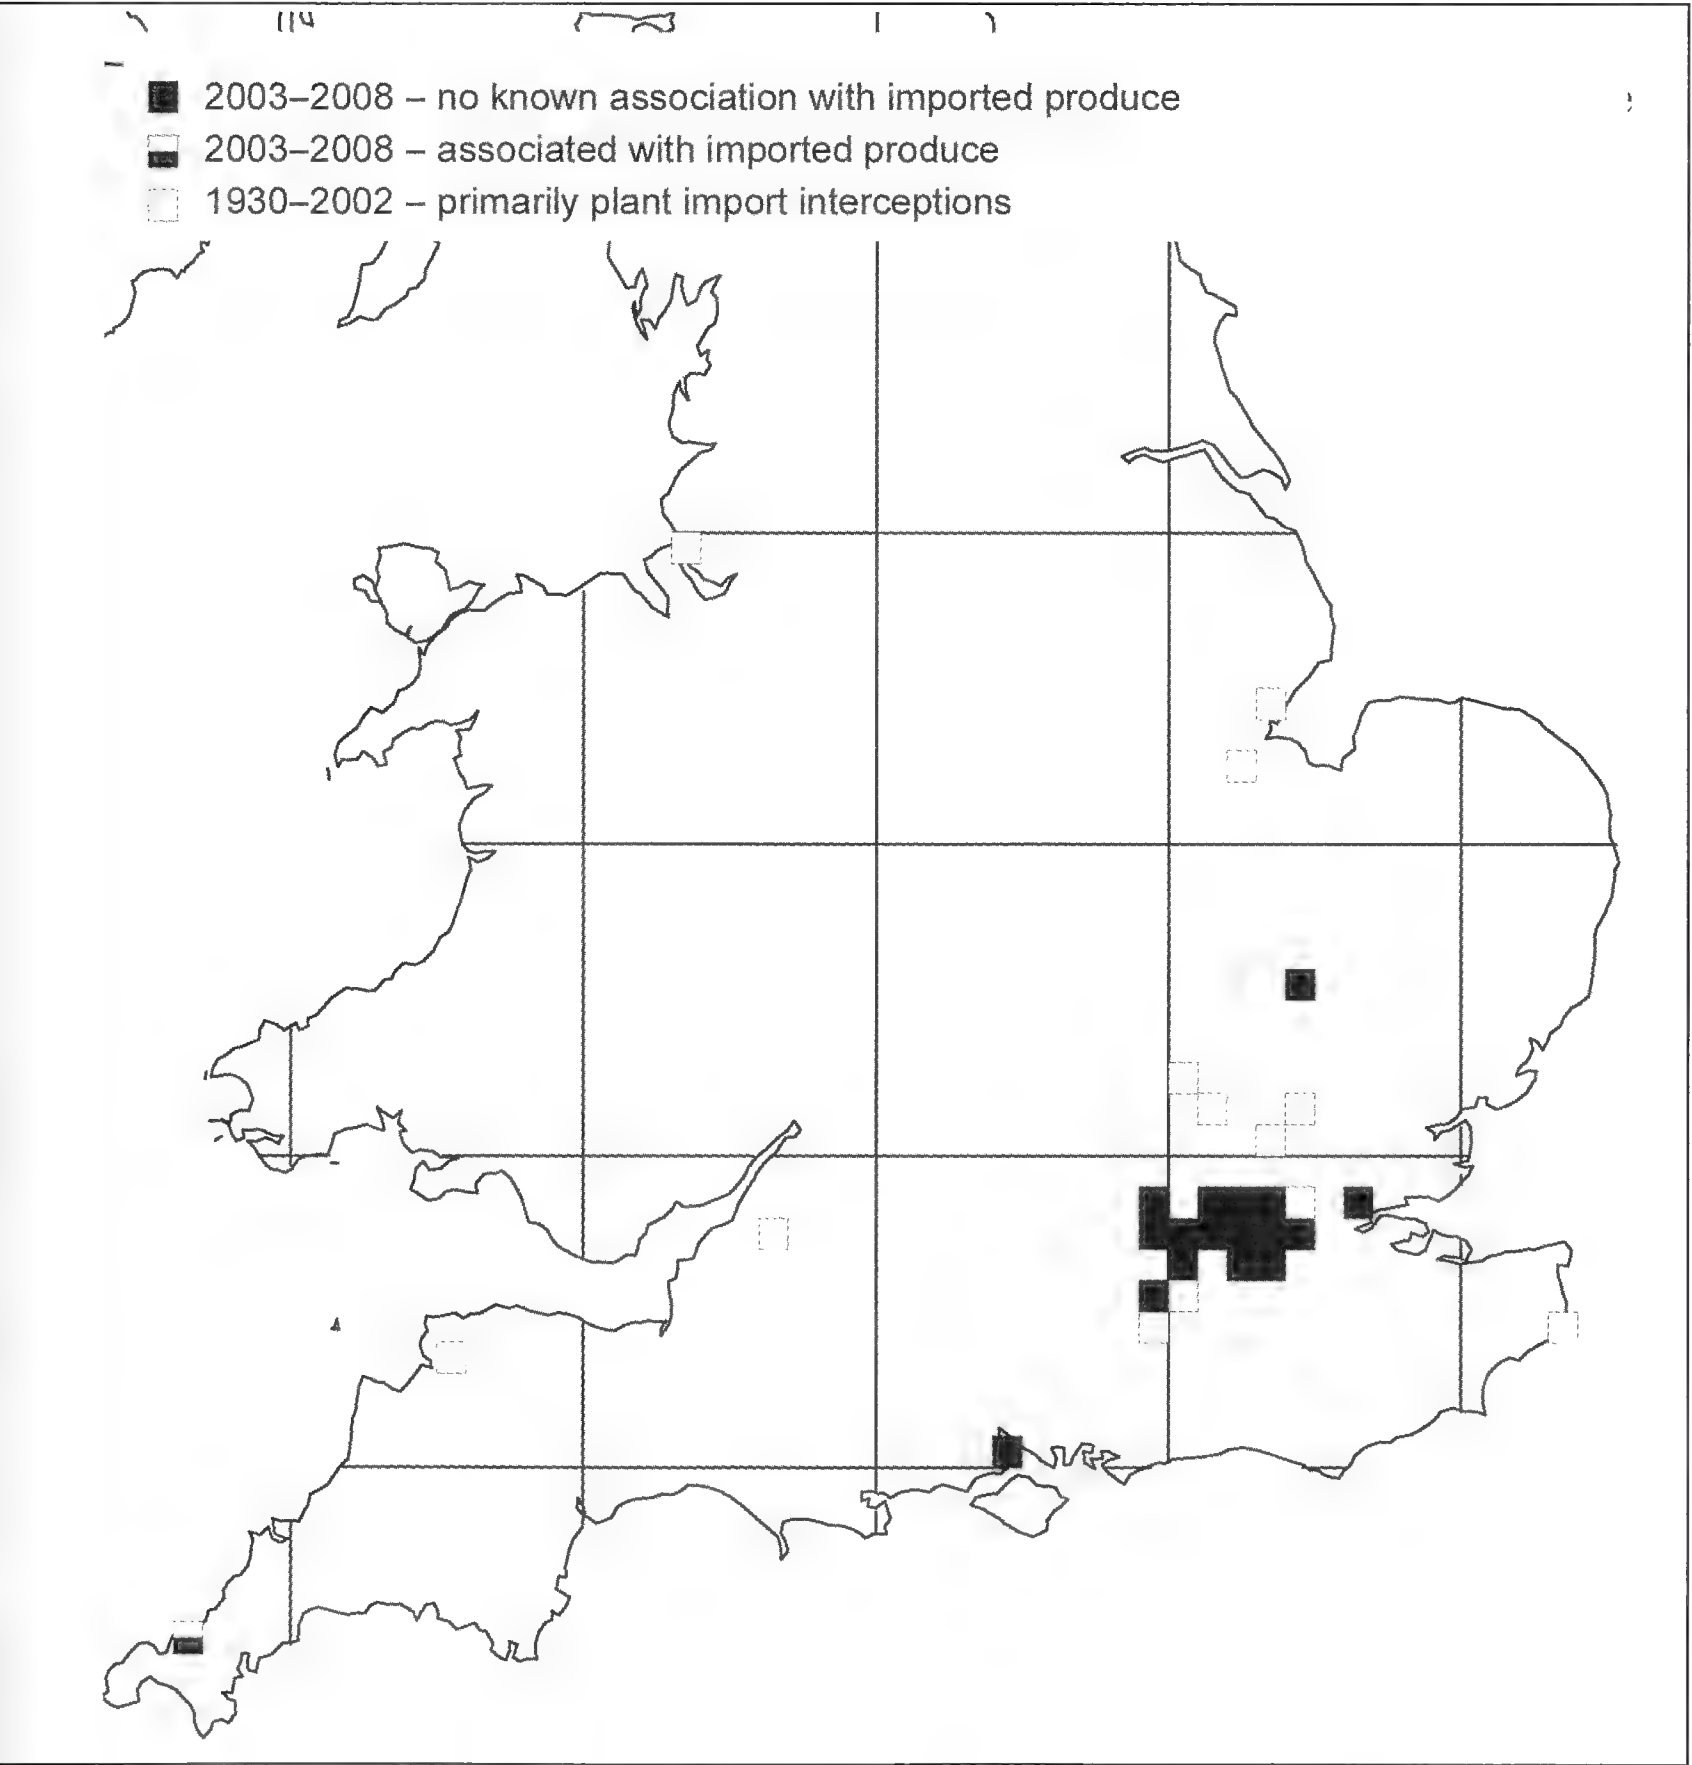 2003–2008 – no known association with imported produce
2003–2008 – associated with imported produce
1930–2002 – primarily plant import interceptions